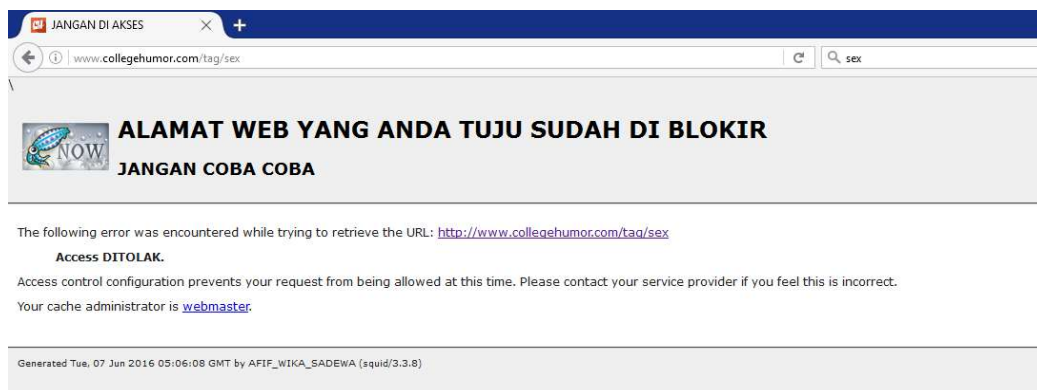 JANGAN DI AKSES
www.collegehumor.com/tag/sex
sex
\
NOW
ALAMAT WEB YANG ANDA TUJU SUDAH DI BLOKIR
JANGAN COBA COBA
The following error was encountered while trying to retrieve the URL: http://www.collegehumor.com/tag/sex
Access DITOLAK.
Access control configuration prevents your request from being allowed at this time. Please contact your service provider if you feel this is incorrect.
Your cache administrator is webmaster.
Generated Tue, 07 Jun 2016 05:06:08 GMT by AFIF_WIKA_SADEWA (squid/3.3.8)